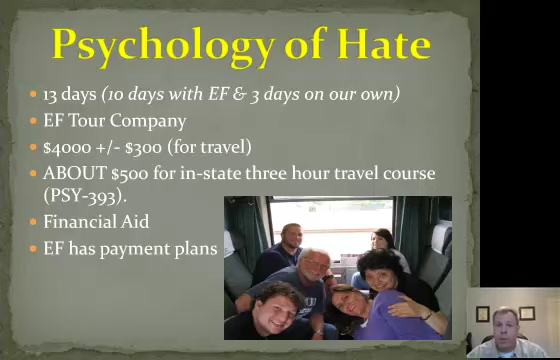 Psychology of Hate
13 days (10 days with EF & 3 days on our own)
EF Tour Company
$4000 +/- $300 (for travel)
ABOUT $500 for in-state three hour travel course
(PSY-393).
Financial Aid
EF has payment plans